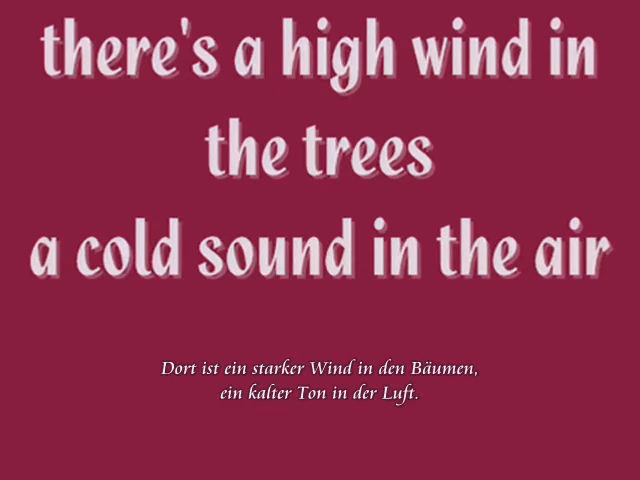 there's a high wind in
the trees
a cold sound in the air
Dort ist ein starker Wind in den Bäumen,
ein kalter Ton in der Luft.